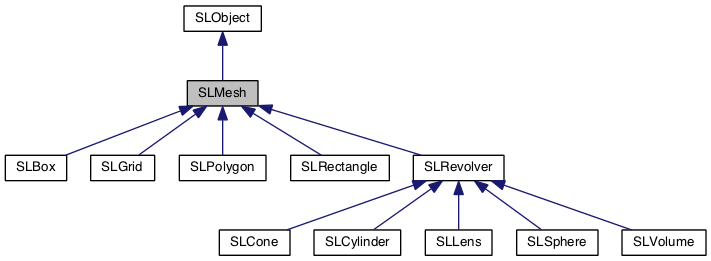 SLObject
SLMesh
SLBox SLGrid SLPolygon SLRectangle SLRevolver
SLCone SLCylinder SLLens SLSphere SLVolume